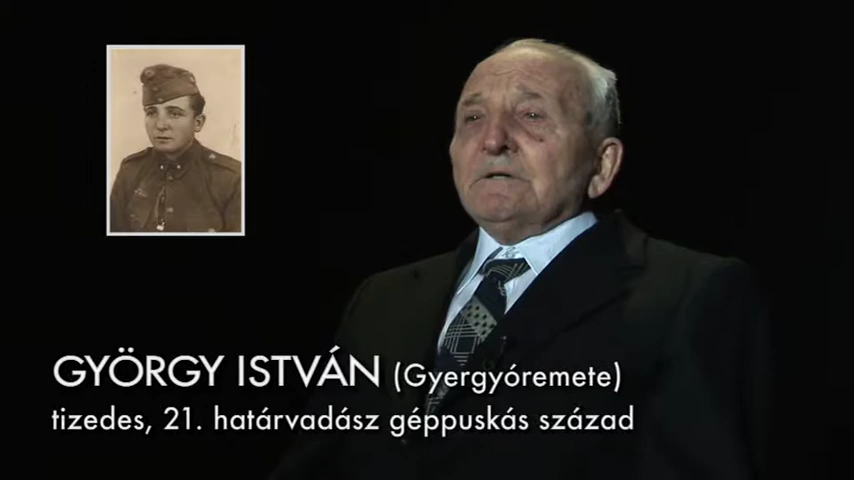 GYÖRGY ISTVÁN (Gyergyóremete)
tizedes, 21. határvadász géppuskás század